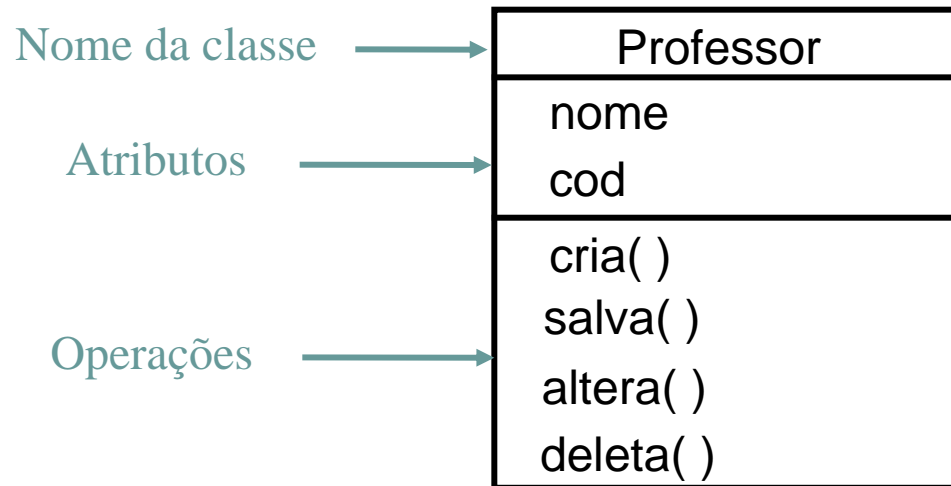 Nome da classe
Professor
Atributos
nome
cod
Operações
cria( )
salva( )
altera( )
deleta( )